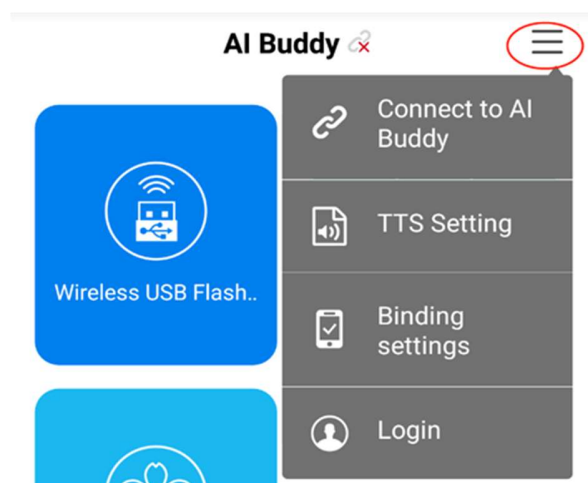 AI Buddy
Connect to AI
Buddy
TTS Setting
Wireless USB Flash..
Binding
settings
Login